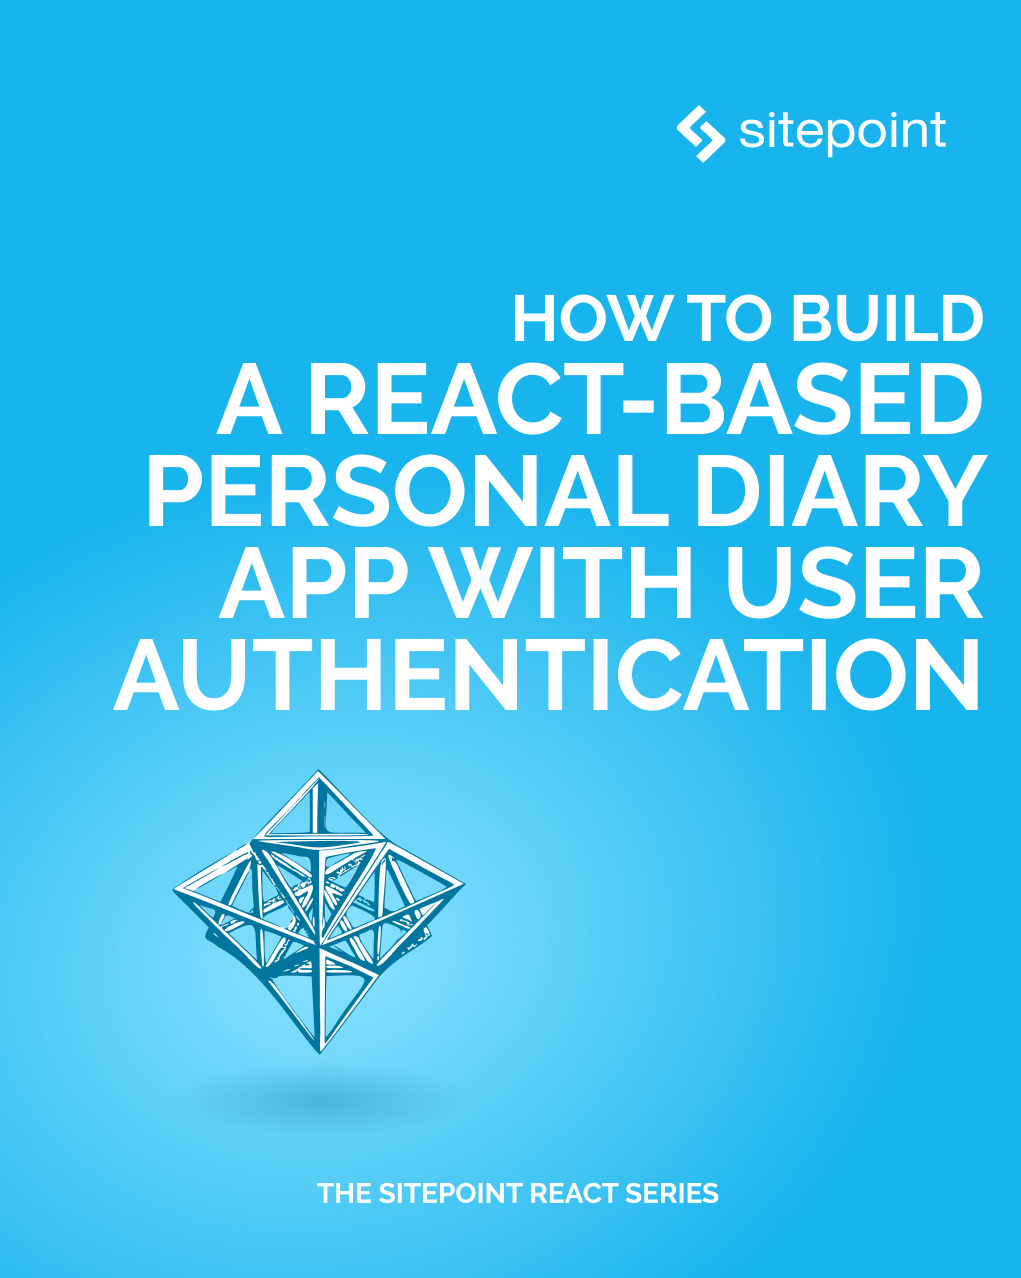 sitepoint
HOW TO BUILD
A REACT-BASED
PERSONAL DIARY
APP WITH USER
AUTHENTICATION
THE SITEPOINT REACT SERIES